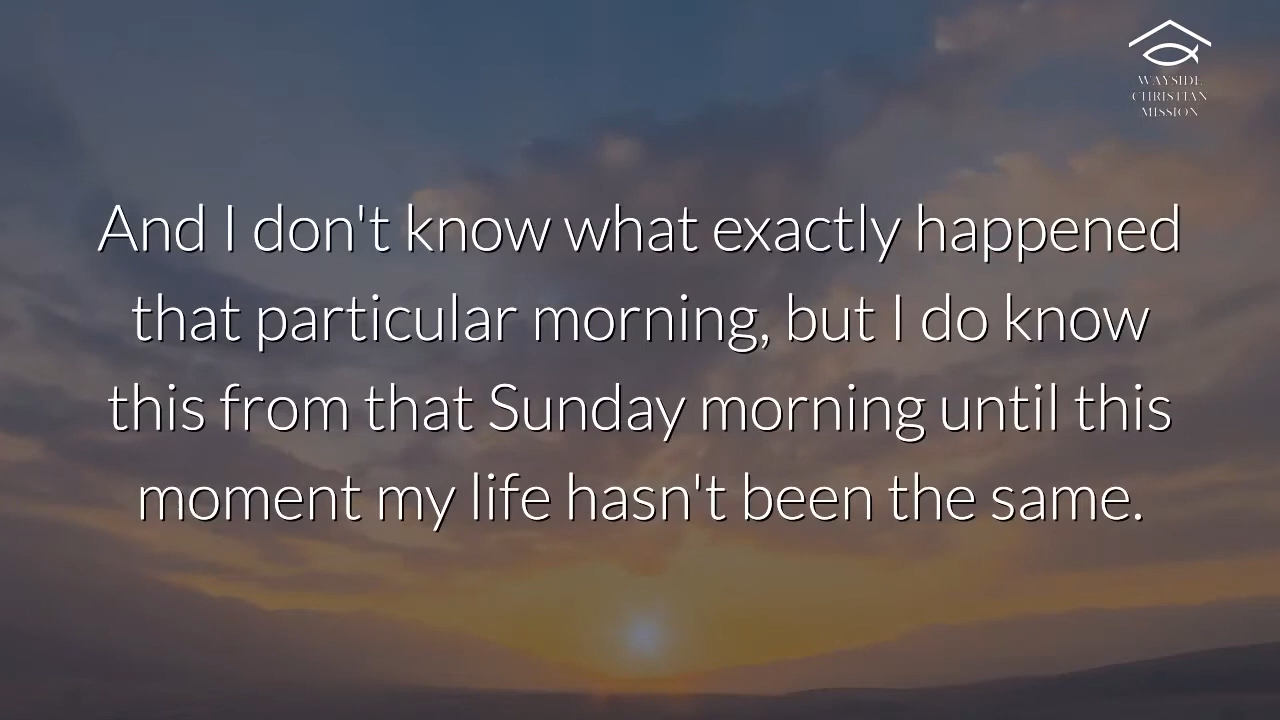 WAYSIDE
CHRISTIAN
MISSION
And I don't know what exactly happened
that particular morning, but I do know
this from that Sunday morning until this
moment my life hasn't been the same.